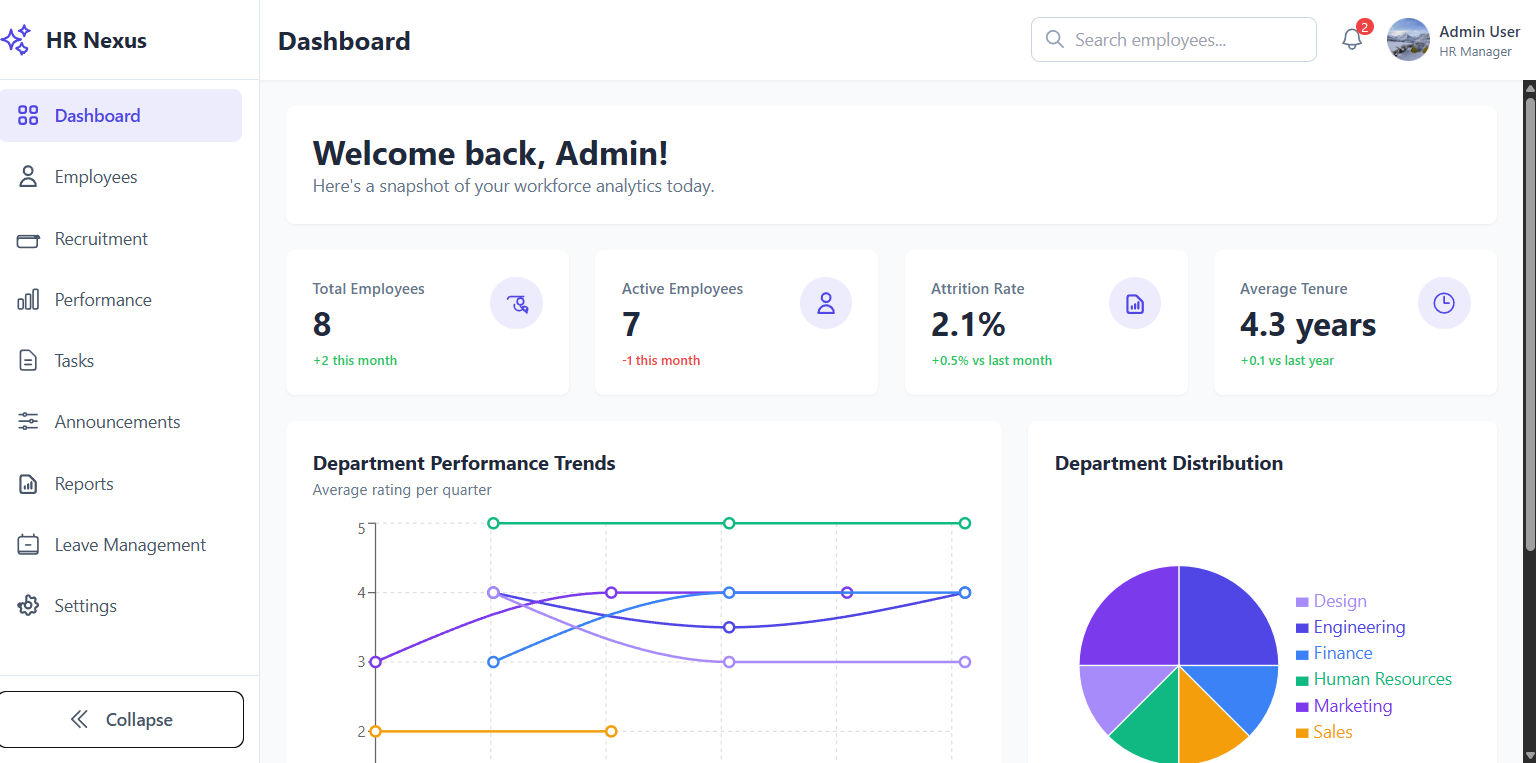 HR Nexus
Dashboard
Search employees...
2
Admin User
HR Manager
Dashboard
Employees
Recruitment
Performance
Tasks
Announcements
Reports
Leave Management
Settings
Collapse
Welcome back, Admin!
Here's a snapshot of your workforce analytics today.
Total Employees
8
+2 this month
Active Employees
7
-1 this month
Attrition Rate
2.1%
+0.5% vs last month
Average Tenure
4.3 years
+0.1 vs last year
Department Performance Trends
Average rating per quarter
5
4
3
2
Department Distribution
Design
Engineering
Finance
Human Resources
Marketing
Sales